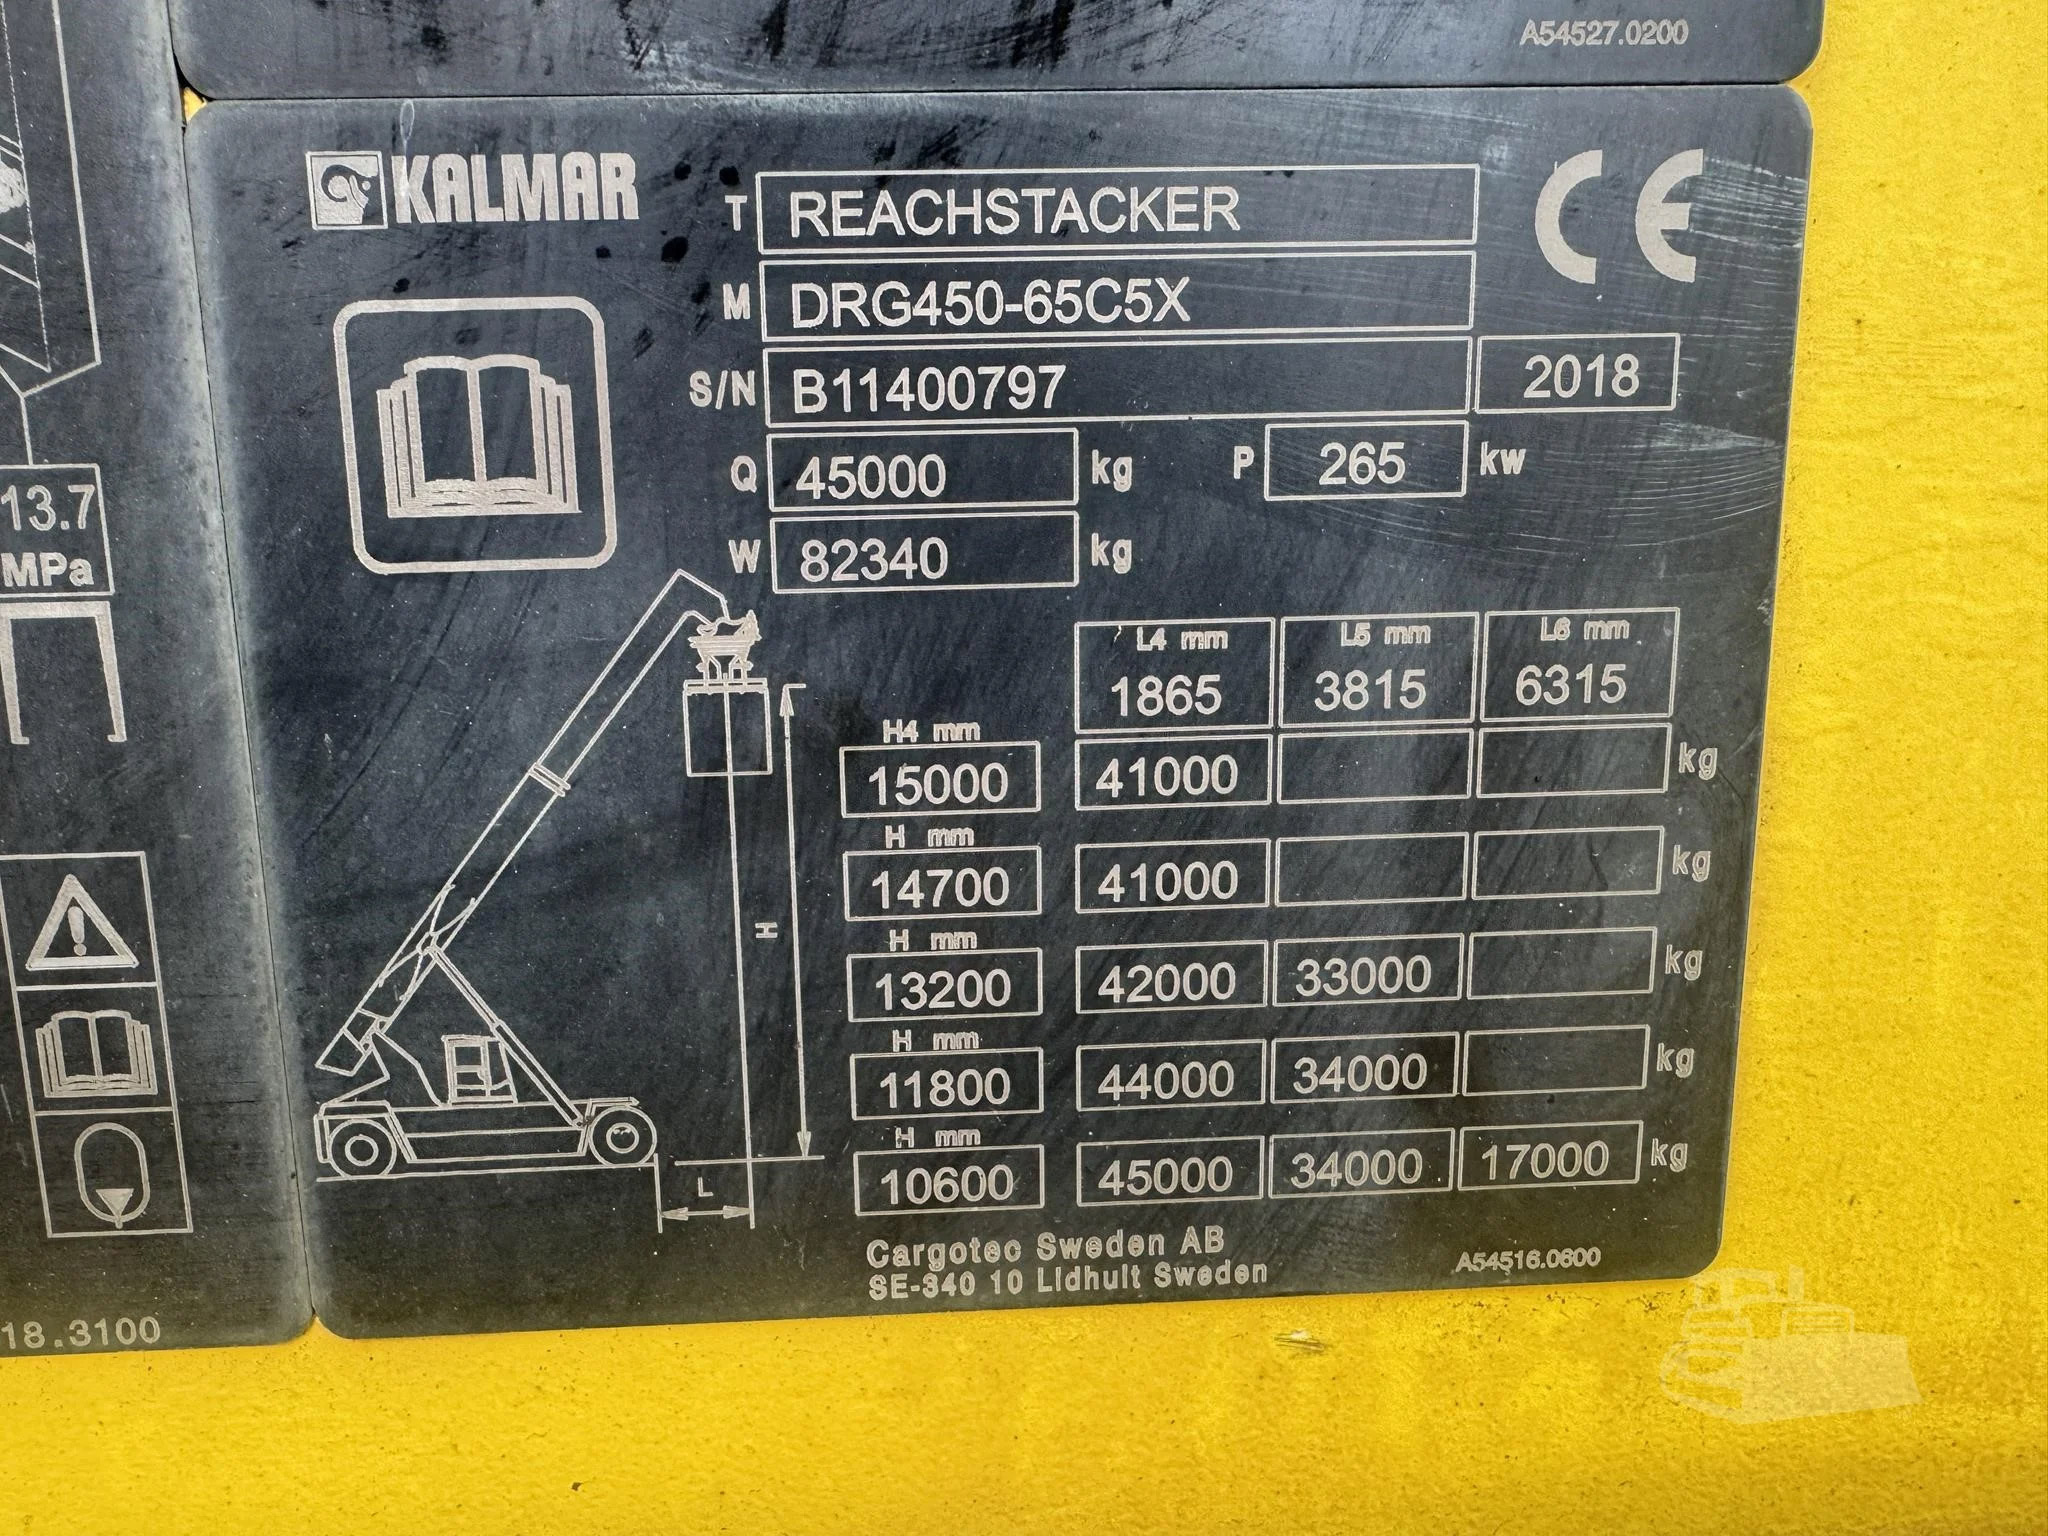 A54527.0200
KALMAR
T REACHSTACKER
CE
M DRG450-65C5X
S/N B11400797 2018
Q 45000 kg P 265 kw
W 82340 kg
13.7
MPa
L4 mm L5 mm L6 mm
1865 3815 6315
H4 mm
15000 41000 kg
H mm
14700 41000 kg
H mm
13200 42000 33000 kg
H mm
11800 44000 34000 kg
H mm
10600 45000 34000 17000 kg
H
L
Cargotec Sweden AB
SE-340 10 Lidhult Sweden
A54516.0600
18.3100